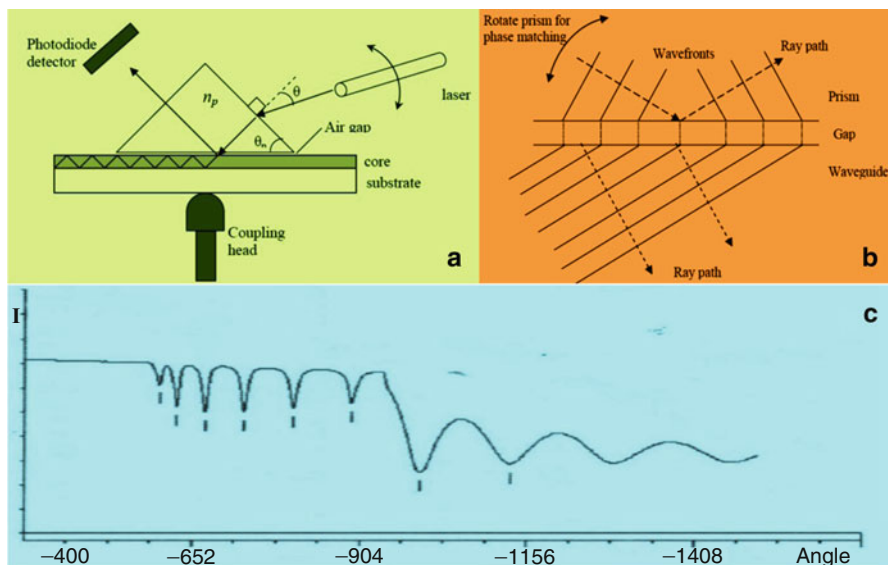 Photodiode
detector
n_p
θ
laser
θ_n
Air gap
core
substrate
Coupling
head
a
Rotate prism for
phase matching
Wavefronts
Ray path
Prism
Gap
Waveguide
Ray path
b
I
c
−400 −652 −904 −1156 −1408 Angle